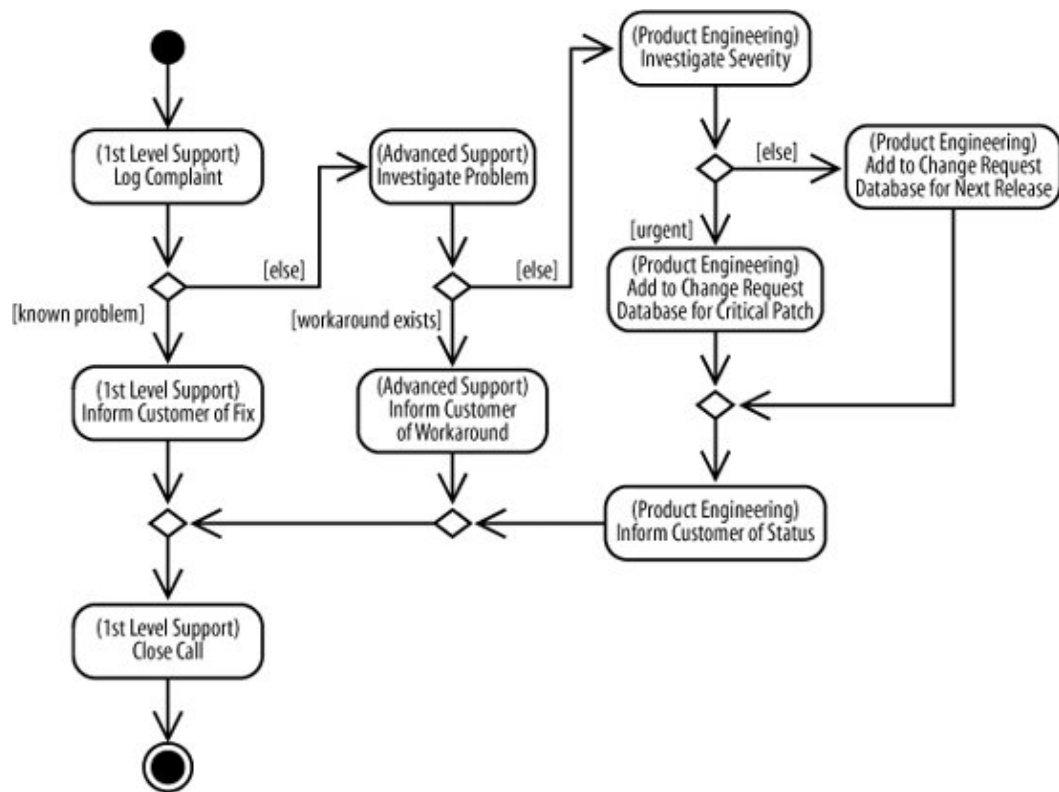 (Product Engineering)
Investigate Severity
(1st Level Support)
Log Complaint
(Advanced Support)
Investigate Problem
[else]
(Product Engineering)
Add to Change Request
Database for Next Release
[urgent]
[else]
[else]
(Product Engineering)
Add to Change Request
Database for Critical Patch
[known problem]
[workaround exists]
(1st Level Support)
Inform Customer of Fix
(Advanced Support)
Inform Customer
of Workaround
(Product Engineering)
Inform Customer of Status
(1st Level Support)
Close Call